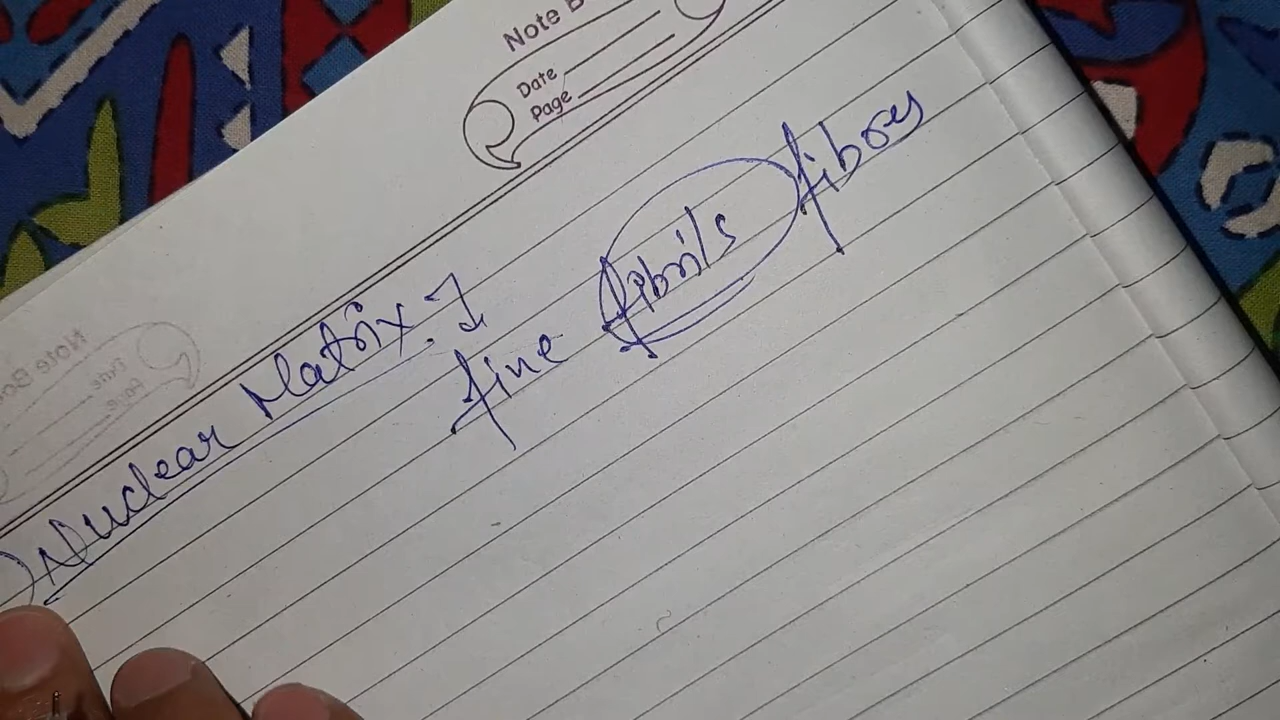 Note B
Date
Page
Nuclear Matrix :-
fine fibrils fibres